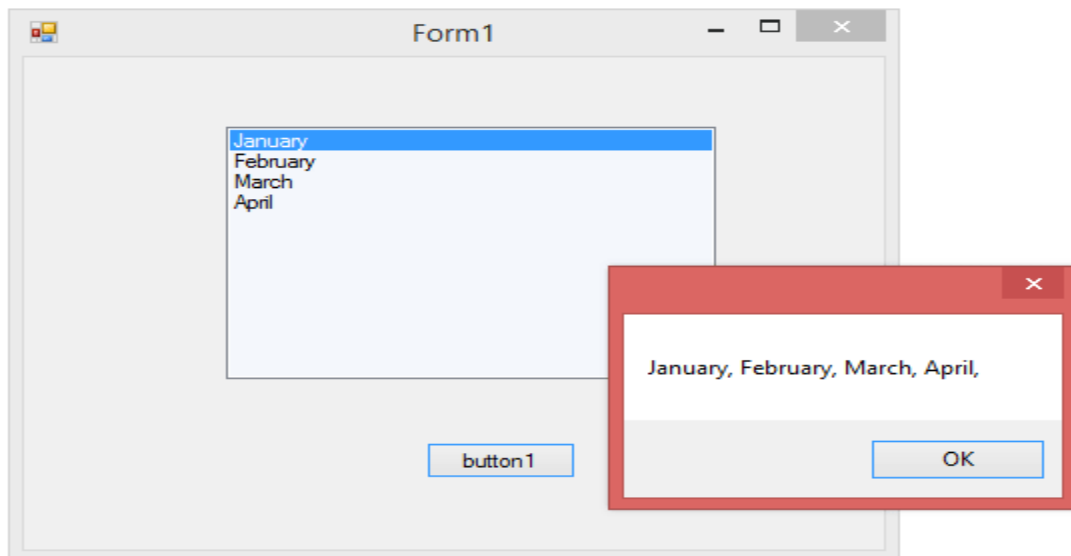 Form1
January
February
March
April
January, February, March, April,
OK
button1